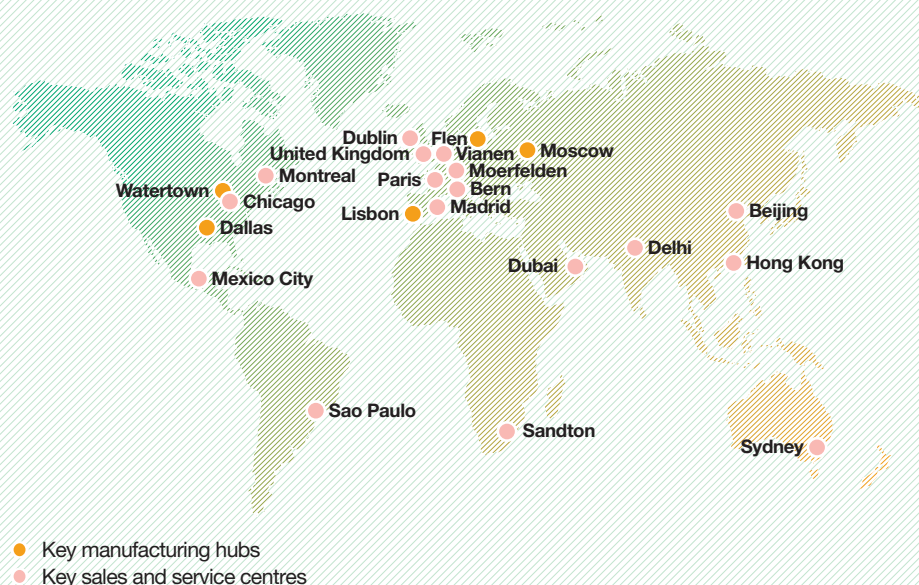 Dublin
Flen
United Kingdom
Vianen
Moscow
Moerfelden
Montreal
Paris
Bern
Watertown
Chicago
Lisbon
Madrid
Beijing
Dallas
Delhi
Dubai
Hong Kong
Mexico City
Sao Paulo
Sandton
Sydney
Key manufacturing hubs
Key sales and service centres